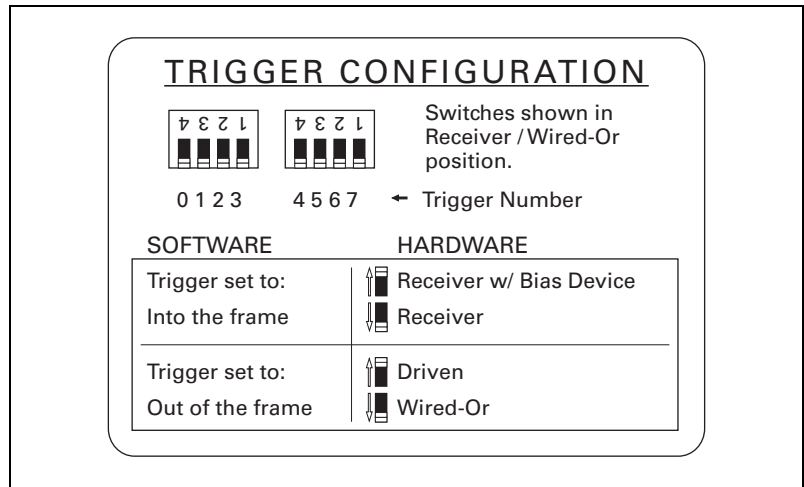 TRIGGER CONFIGURATION
4 3 2 1 4 3 2 1
Switches shown in
Receiver / Wired-Or
position.
0 1 2 3 4 5 6 7 ← Trigger Number
SOFTWARE HARDWARE
Trigger set to: Receiver w/ Bias Device
Into the frame Receiver
Trigger set to: Driven
Out of the frame Wired-Or